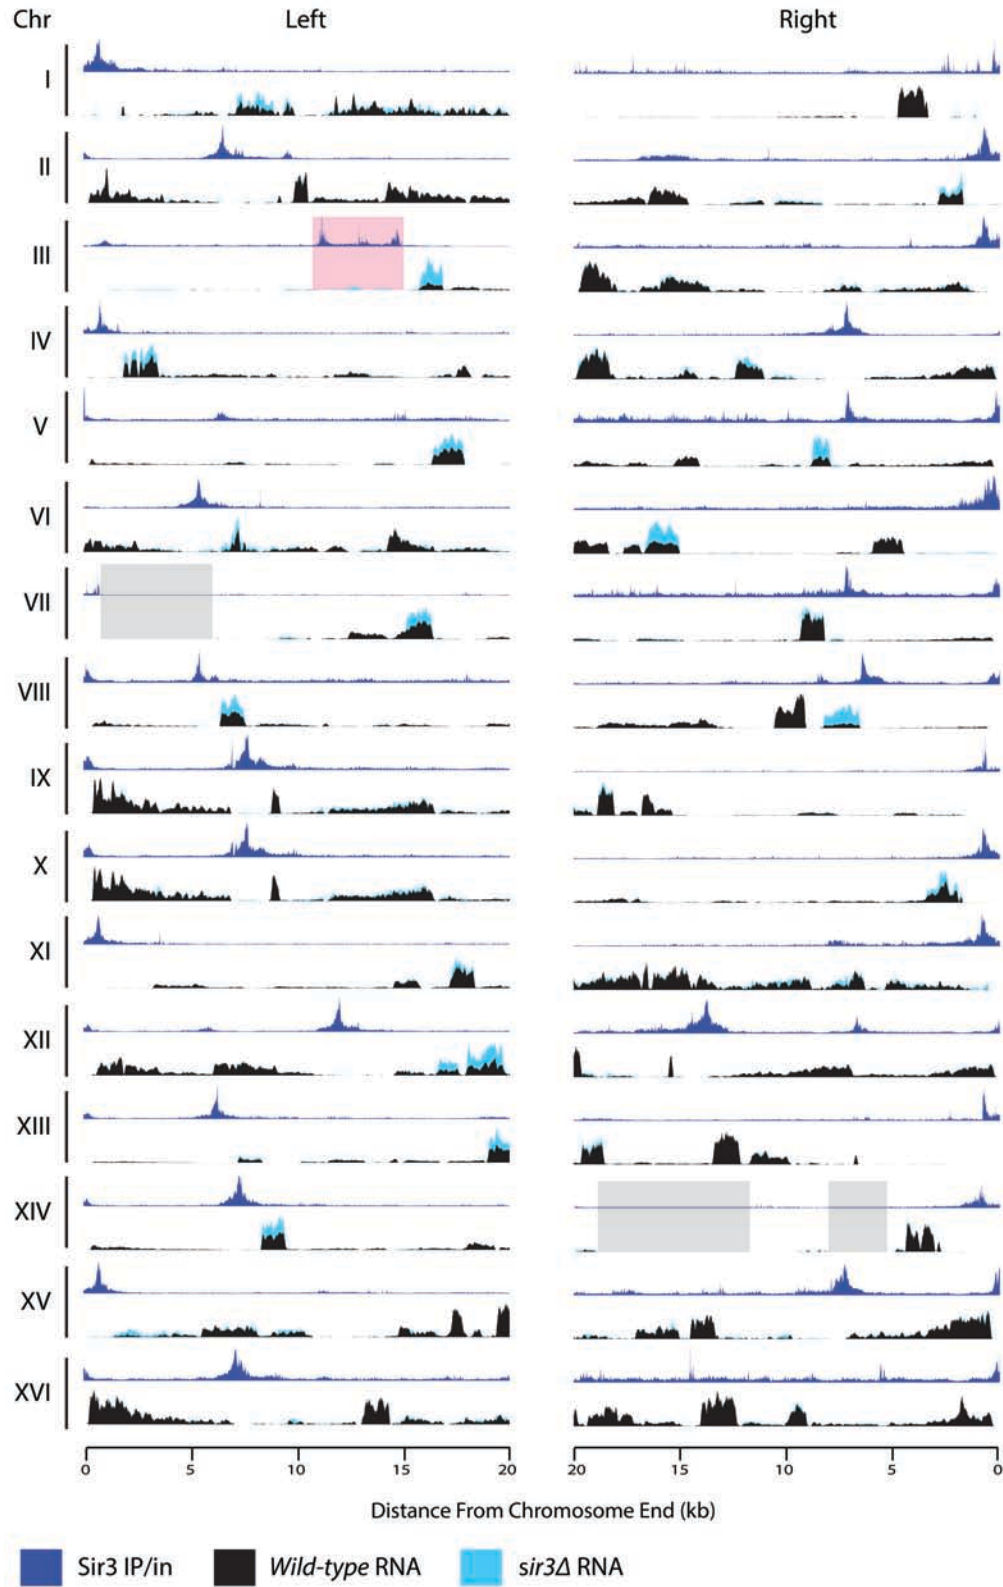 Chr Left Right
I
II
III
IV
V
VI
VII
VIII
IX
X
XI
XII
XIII
XIV
XV
XVI
0 5 10 15 20 20 15 10 5 0
Distance From Chromosome End (kb)
Sir3 IP/in Wild-type RNA sir3Δ RNA